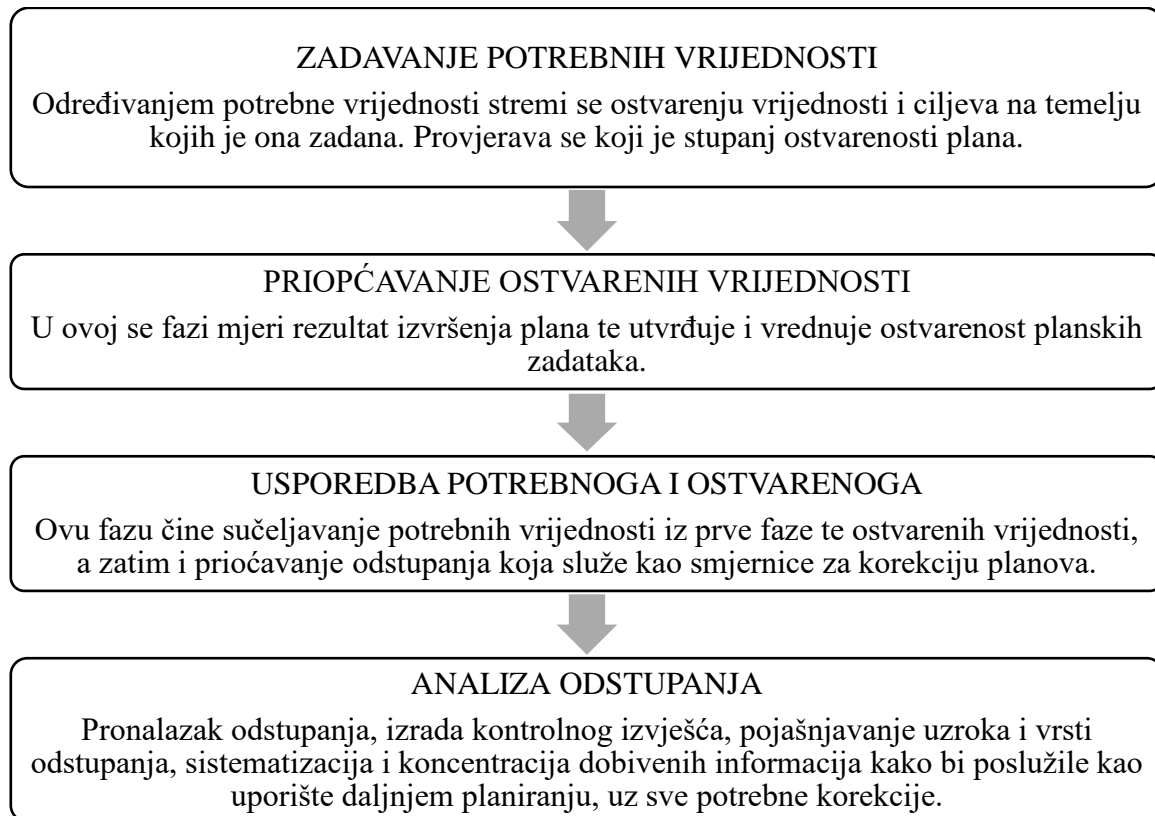 ZADAVANJE POTREBNIH VRIJEDNOSTI
Određivanjem potrebne vrijednosti stremi se ostvarenju vrijednosti i ciljeva na temelju
kojih je ona zadana. Provjerava se koji je stupanj ostvarenosti plana.
PRIOPĆAVANJE OSTVARENIH VRIJEDNOSTI
U ovoj se fazi mjeri rezultat izvršenja plana te utvrđuje i vrednuje ostvarenost planskih
zadataka.
USPOREDBA POTREBNOGA I OSTVARENOGA
Ovu fazu čine sučeljavanje potrebnih vrijednosti iz prve faze te ostvarenih vrijednosti,
a zatim i prioćavanje odstupanja koja služe kao smjernice za korekciju planova.
ANALIZA ODSTUPANJA
Pronalazak odstupanja, izrada kontrolnog izvješća, pojašnjavanje uzroka i vrsti
odstupanja, sistematizacija i koncentracija dobivenih informacija kako bi poslužile kao
uporište daljnjem planiranju, uz sve potrebne korekcije.